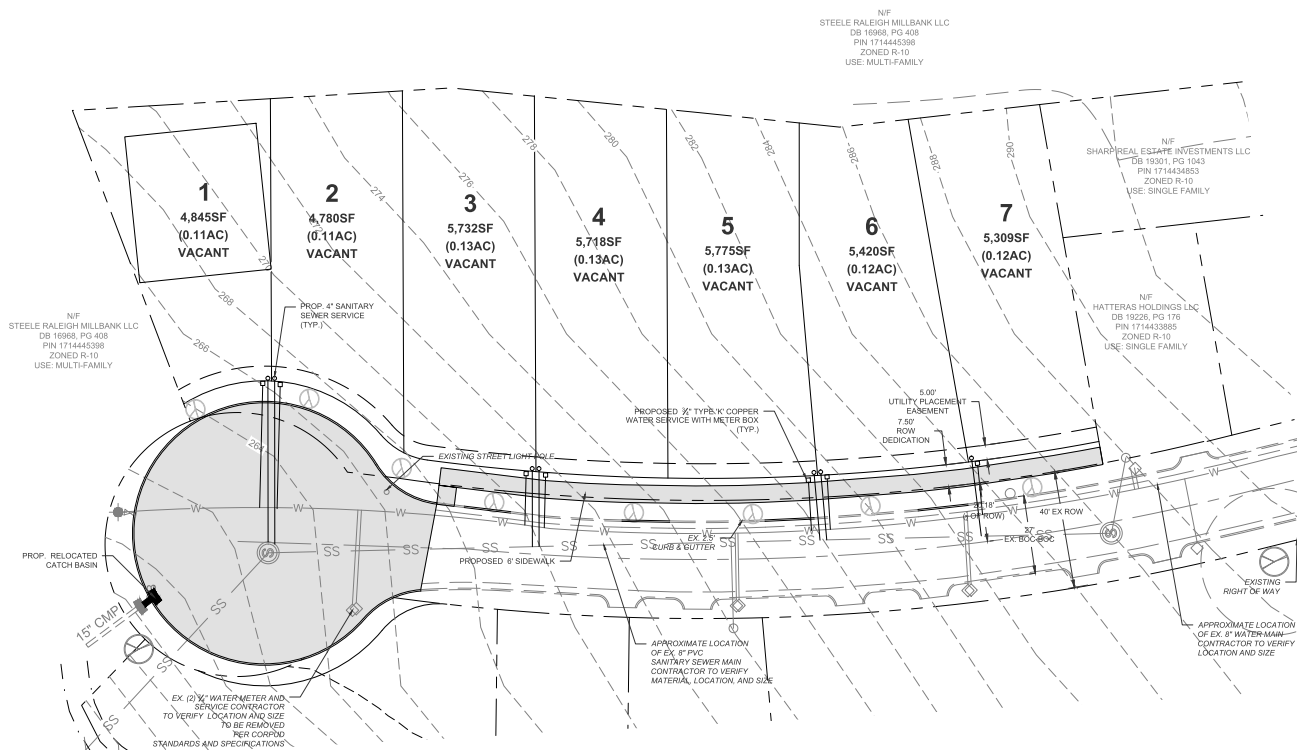 N/F
STEELE RALEIGH MILLBANK LLC
DB 16968, PG 408
PIN 1714445398
ZONED R-10
USE: MULTI-FAMILY
N/F
SHARP REAL ESTATE INVESTMENTS LLC
DB 19301, PG 1043
PIN 1714434853
ZONED R-10
USE: SINGLE FAMILY
278
280
282
284
286
288
290
276
274
272
268
266
264
1
4,845SF
(0.11AC)
VACANT
2
4,780SF
(0.11AC)
VACANT
3
5,732SF
(0.13AC)
VACANT
4
5,718SF
(0.13AC)
VACANT
5
5,775SF
(0.13AC)
VACANT
6
5,420SF
(0.12AC)
VACANT
7
5,309SF
(0.12AC)
VACANT
N/F
STEELE RALEIGH MILLBANK LLC
DB 16968, PG 408
PIN 1714445398
ZONED R-10
USE: MULTI-FAMILY
PROP. 4" SANITARY
SEWER SERVICE
(TYP.)
N/F
HATTERAS HOLDINGS LLC
DB 19226, PG 176
PIN 1714433885
ZONED R-10
USE: SINGLE FAMILY
PROPOSED ¾" TYPE 'K' COPPER
WATER SERVICE WITH METER BOX
(TYP.)
5.00'
UTILITY PLACEMENT
EASEMENT
7.50'
ROW
DEDICATION
EXISTING STREET LIGHT POLE
40' EX ROW
27'
EX. BOC-BOC
EX. 2.5'
CURB & GUTTER
PROPOSED 6' SIDEWALK
W
W
W
W
W
W
W
W
SS
SS
SS
SS
SS
SS
SS
SS
SS
PROP. RELOCATED
CATCH BASIN
15" CMP
EXISTING
RIGHT OF WAY
APPROXIMATE LOCATION
OF EX. 8" WATER MAIN
CONTRACTOR TO VERIFY
LOCATION AND SIZE
APPROXIMATE LOCATION
OF EX. 8" PVC
SANITARY SEWER MAIN
CONTRACTOR TO VERIFY
MATERIAL, LOCATION, AND SIZE
EX. (2) ¾" WATER METER AND
SERVICE CONTRACTOR
TO VERIFY LOCATION AND SIZE
TO BE REMOVED
PER CORPUD
STANDARDS AND SPECIFICATIONS